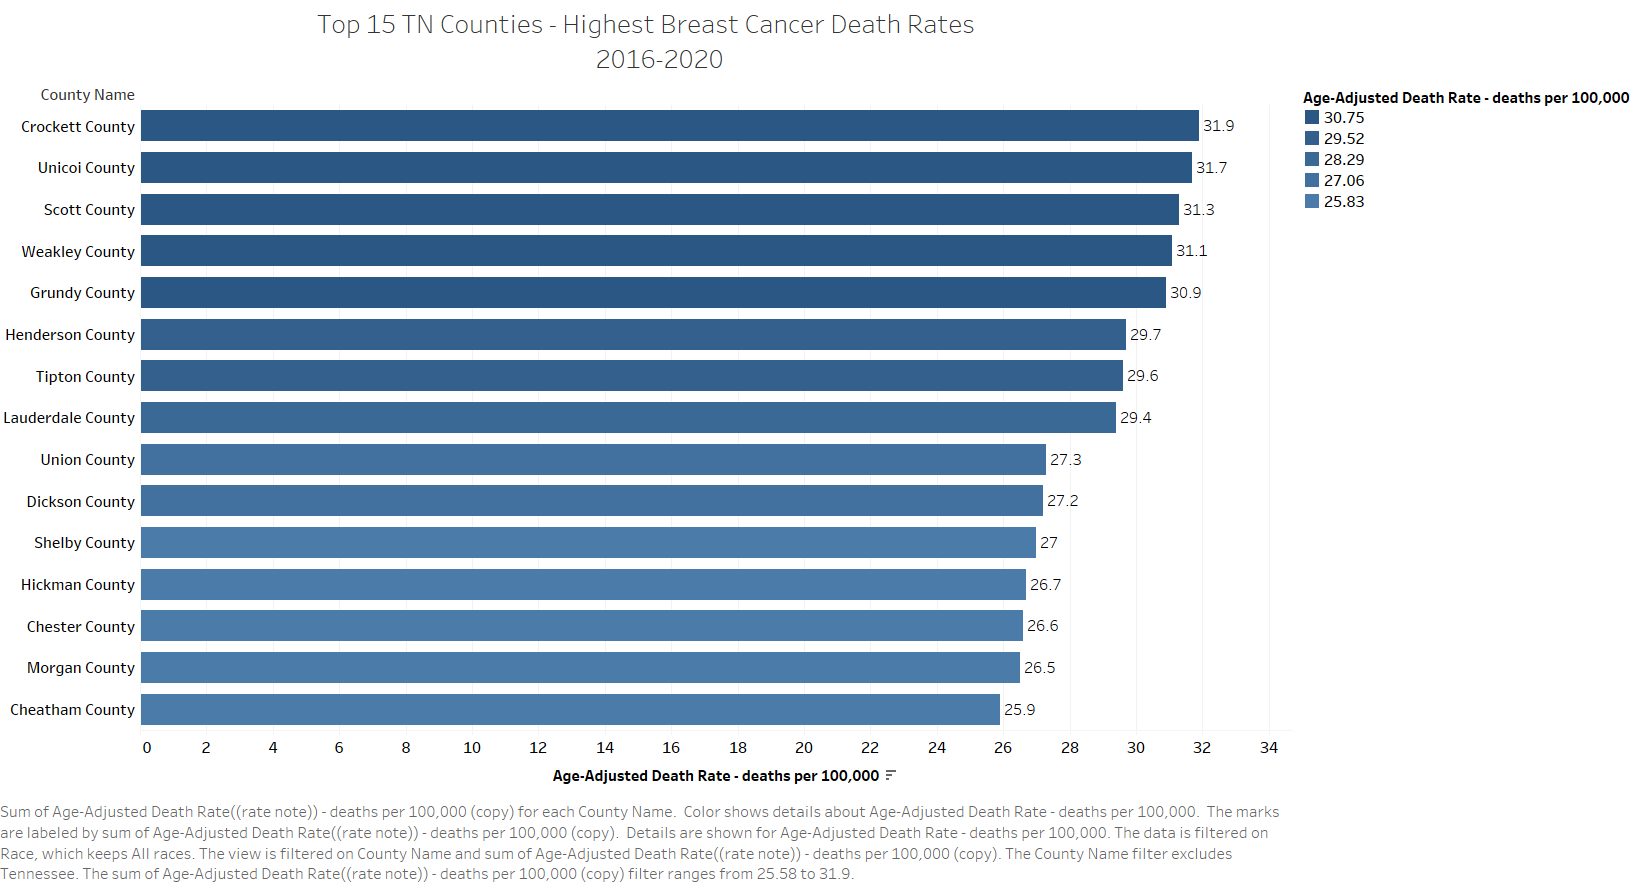 Top 15 TN Counties - Highest Breast Cancer Death Rates
2016-2020
County Name
Crockett County 31.9
Unicoi County 31.7
Scott County 31.3
Weakley County 31.1
Grundy County 30.9
Henderson County 29.7
Tipton County 29.6
Lauderdale County 29.4
Union County 27.3
Dickson County 27.2
Shelby County 27
Hickman County 26.7
Chester County 26.6
Morgan County 26.5
Cheatham County 25.9
0 2 4 6 8 10 12 14 16 18 20 22 24 26 28 30 32 34
Age-Adjusted Death Rate - deaths per 100,000
Age-Adjusted Death Rate - deaths per 100,000
30.75
29.52
28.29
27.06
25.83
Sum of Age-Adjusted Death Rate((rate note)) - deaths per 100,000 (copy) for each County Name.  Color shows details about Age-Adjusted Death Rate - deaths per 100,000.  The marks
are labeled by sum of Age-Adjusted Death Rate((rate note)) - deaths per 100,000 (copy).  Details are shown for Age-Adjusted Death Rate - deaths per 100,000. The data is filtered on
Race, which keeps All races. The view is filtered on County Name and sum of Age-Adjusted Death Rate((rate note)) - deaths per 100,000 (copy). The County Name filter excludes
Tennessee. The sum of Age-Adjusted Death Rate((rate note)) - deaths per 100,000 (copy) filter ranges from 25.58 to 31.9.